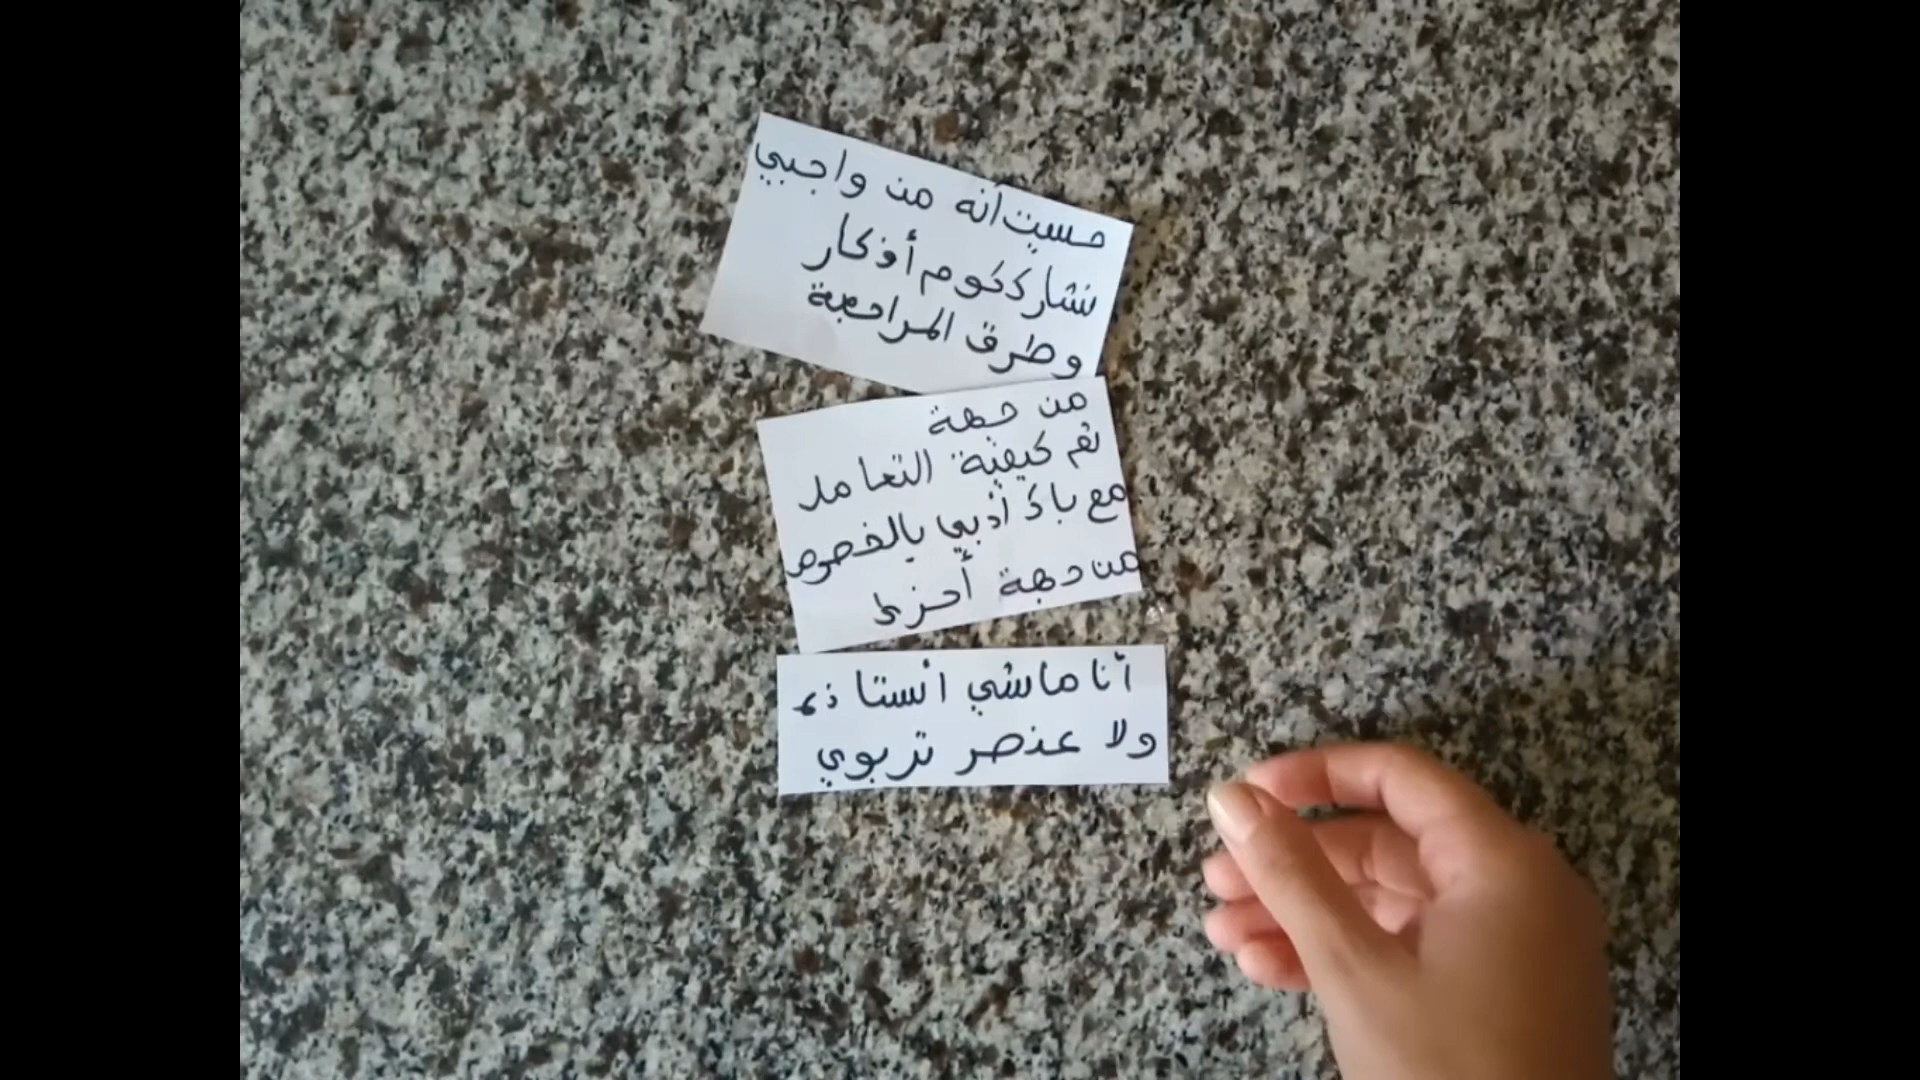 حسيت أنه من واجبي
نشارككوم أفكار
وطرق المراجعة
من جهة
ثم كيفية التعامل
مع باك أدبي بالخصوص
من جهة أخرى
أنا ماشي أستاذة
ولا عنصر تربوي